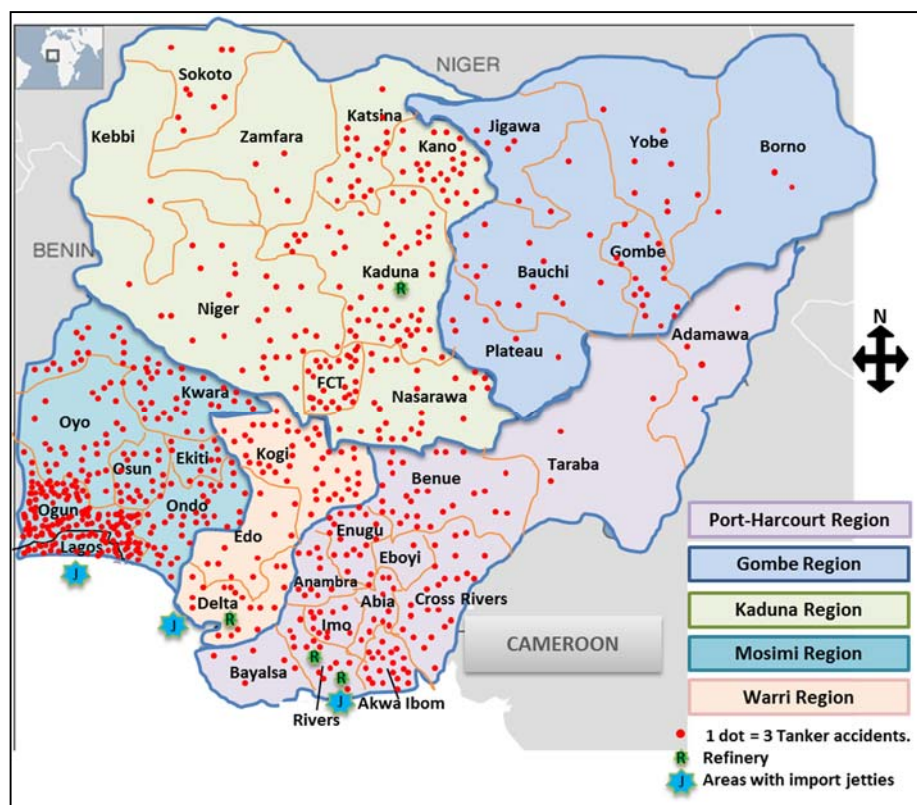 NIGER
Sokoto
Katsina
Kebbi
Zamfara
Kano
Jigawa
Yobe
Borno
BENIN
Kaduna
R
Bauchi
Gombe
Niger
N
Adamawa
Plateau
FCT
Kwara
Nasarawa
Oyo
Kogi
Benue
Taraba
Osun
Ekiti
Ogun
Ondo
Lagos
Edo
Enugu
Eboyi
Anambra
Abia
Cross Rivers
J
Delta
R
J
Imo
R
Bayalsa
R
J
Rivers
Akwa Ibom
CAMEROON
Port-Harcourt Region
Gombe Region
Kaduna Region
Mosimi Region
Warri Region
1 dot = 3 Tanker accidents.
R Refinery
J Areas with import jetties